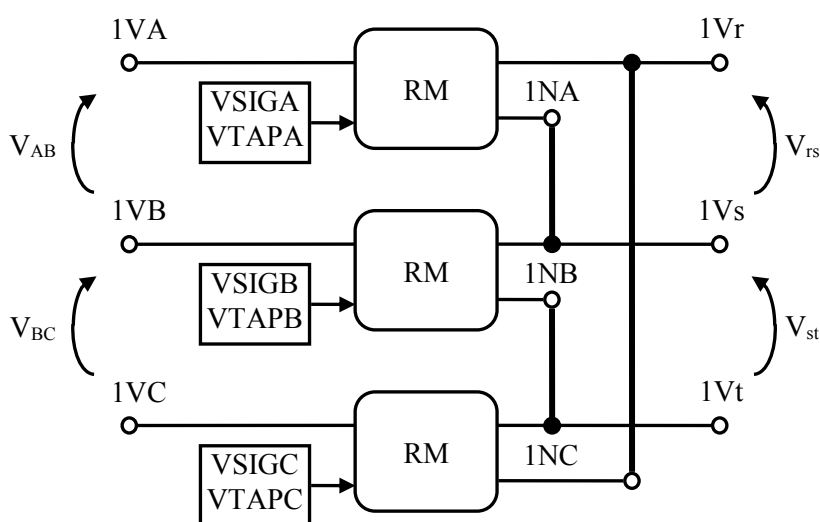 1VA
1Vr
RM
1NA
VSIGA
VTAPA
VAB
Vrs
1VB
1Vs
RM
1NB
VSIGB
VTAPB
VBC
Vst
1VC
1Vt
RM
1NC
VSIGC
VTAPC